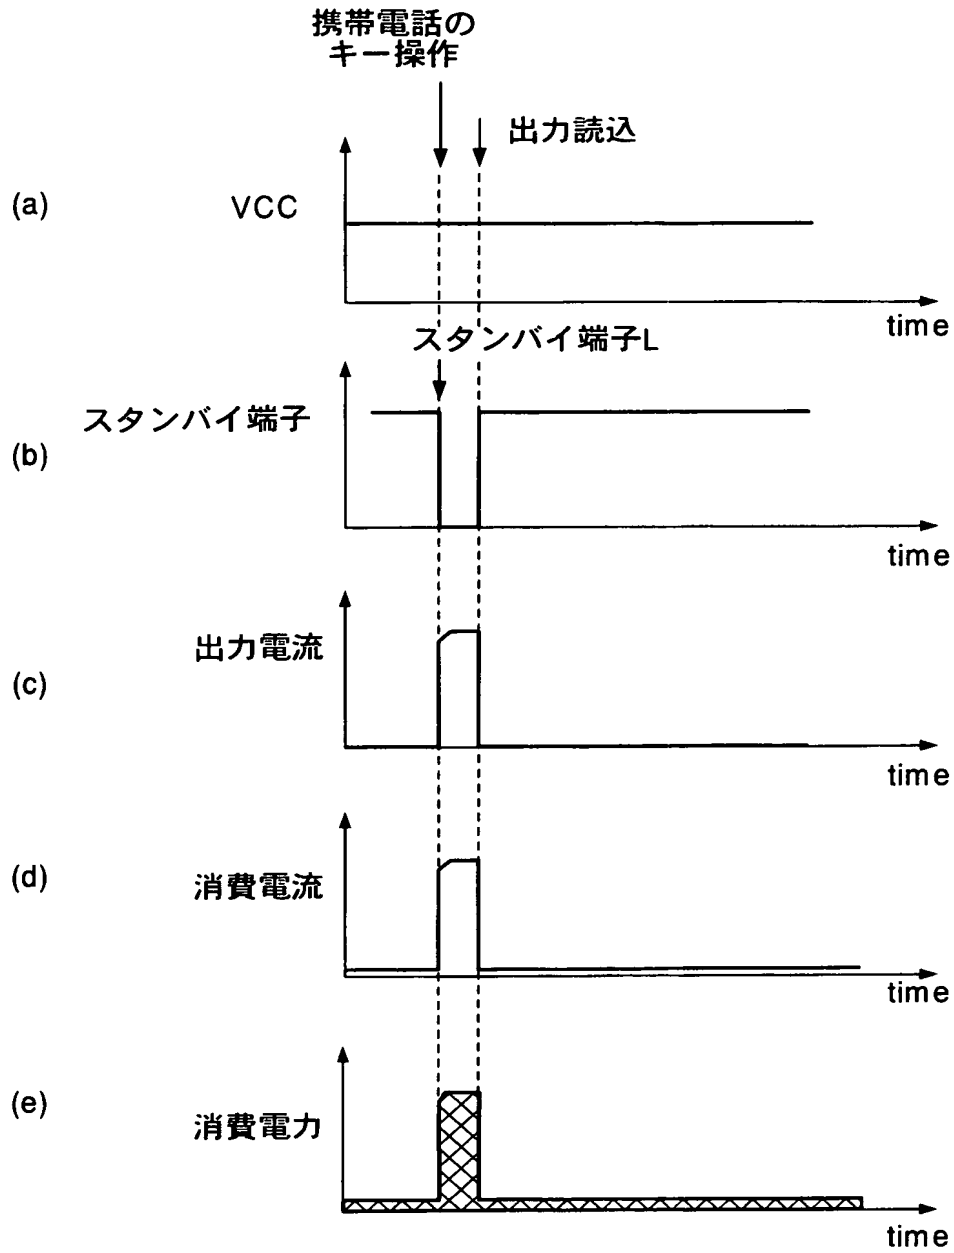 携帯電話の
キー操作
出力読込
(a)
VCC
time
スタンバイ端子L
スタンバイ端子
(b)
time
出力電流
(c)
time
(d)
消費電流
time
(e)
消費電力
time